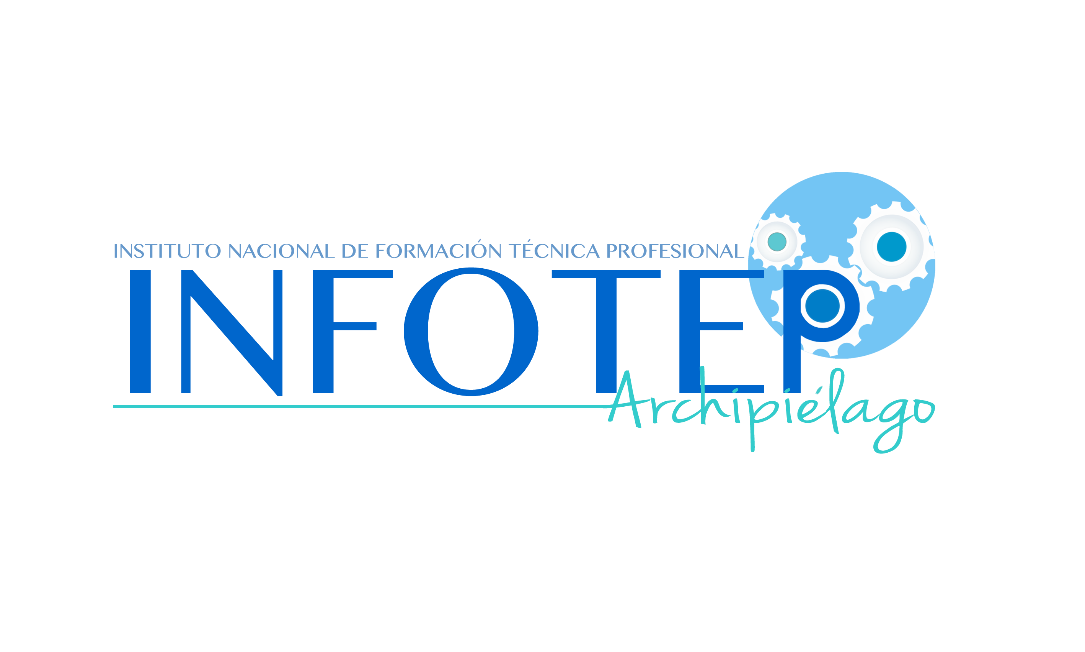 INSTITUTO NACIONAL DE FORMACIÓN TÉCNICA PROFESIONAL
INFOTEP
Archipiélago